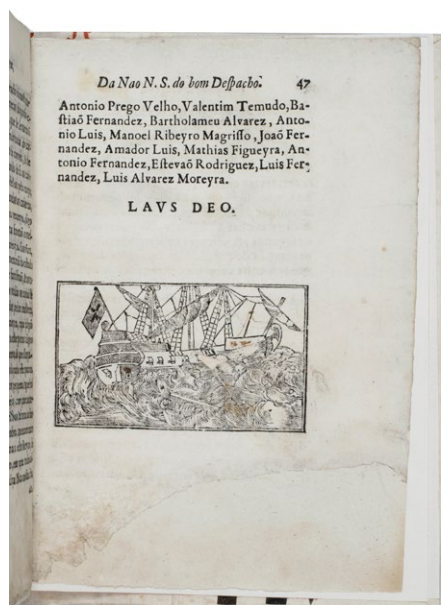 Da Nao N. S. do bom Deſpacho. 47
Antonio Prego Velho, Valentim Temudo, Ba-
ſtiaõ Fernandez, Bartholameu Alvarez, Anto-
nio Luis, Manoel Ribeyro Magriſſo, Joaõ Fer-
nandez, Amador Luis, Mathias Figueyra, An-
tonio Fernandez, Eſtevaõ Rodriguez, Luis Fer-
nandez, Luis Alvarez Moreyra.
LAVS DEO.